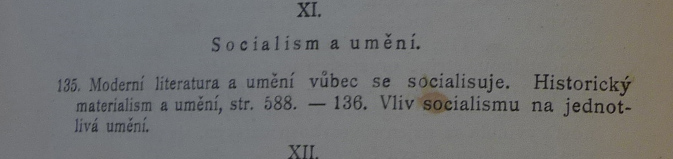 XI.
Socialism a umění.
135. Moderní literatura a umění vůbec se socialisuje. Historický
materialism a umění, str. 588. — 136. Vliv socialismu na jednot-
livá umění.
XII.